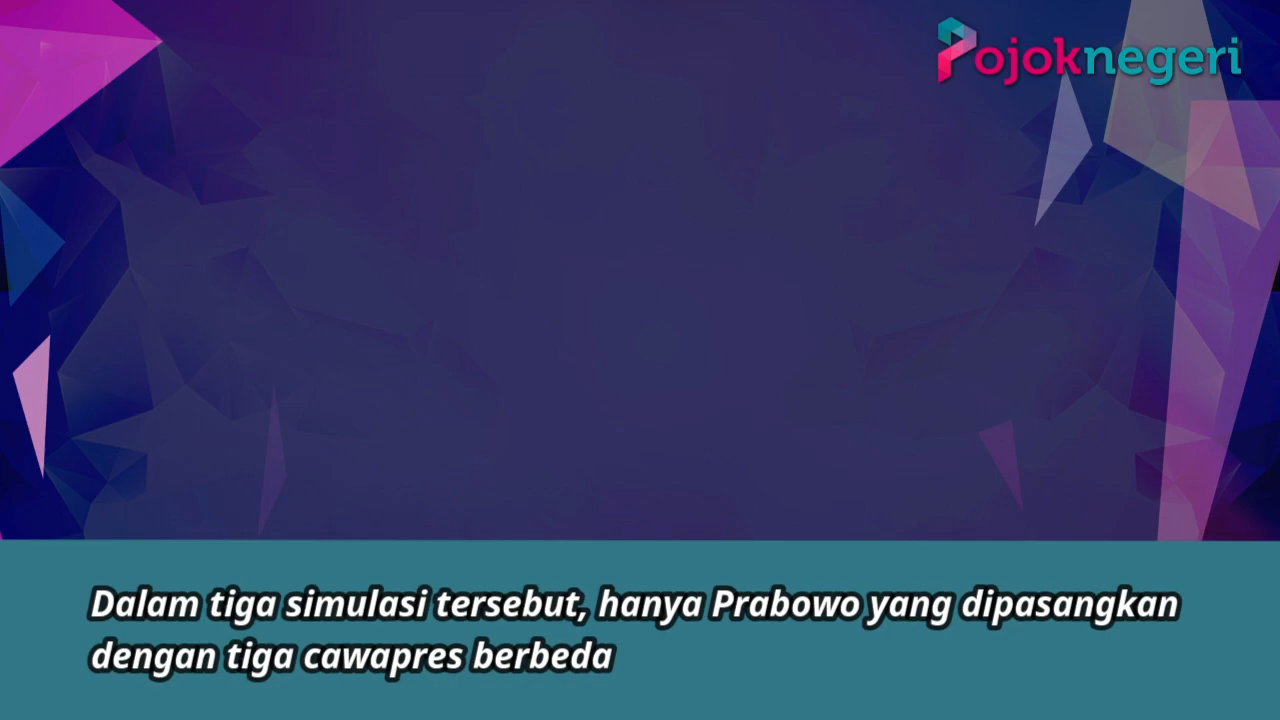 Pojoknegeri
Dalam tiga simulasi tersebut, hanya Prabowo yang dipasangkan
dengan tiga cawapres berbeda